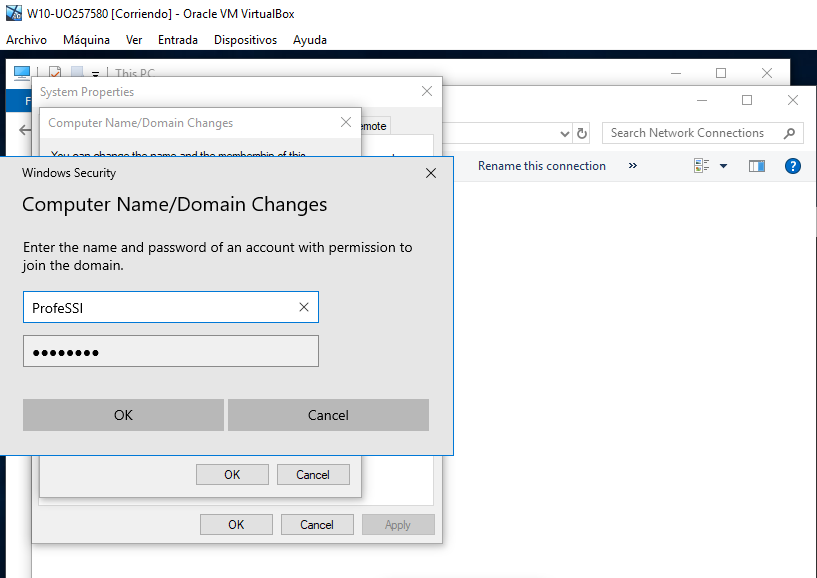 W10-UO257580 [Corriendo] - Oracle VM VirtualBox
Archivo Máquina Ver Entrada Dispositivos Ayuda
This PC
System Properties
F
Computer Name/Domain Changes
emote
Search Network Connections
You can change the name and the membership of this
Rename this connection »
Windows Security
Computer Name/Domain Changes
Enter the name and password of an account with permission to
join the domain.
ProfeSSI
●●●●●●●●
OK Cancel
OK Cancel
OK Cancel Apply